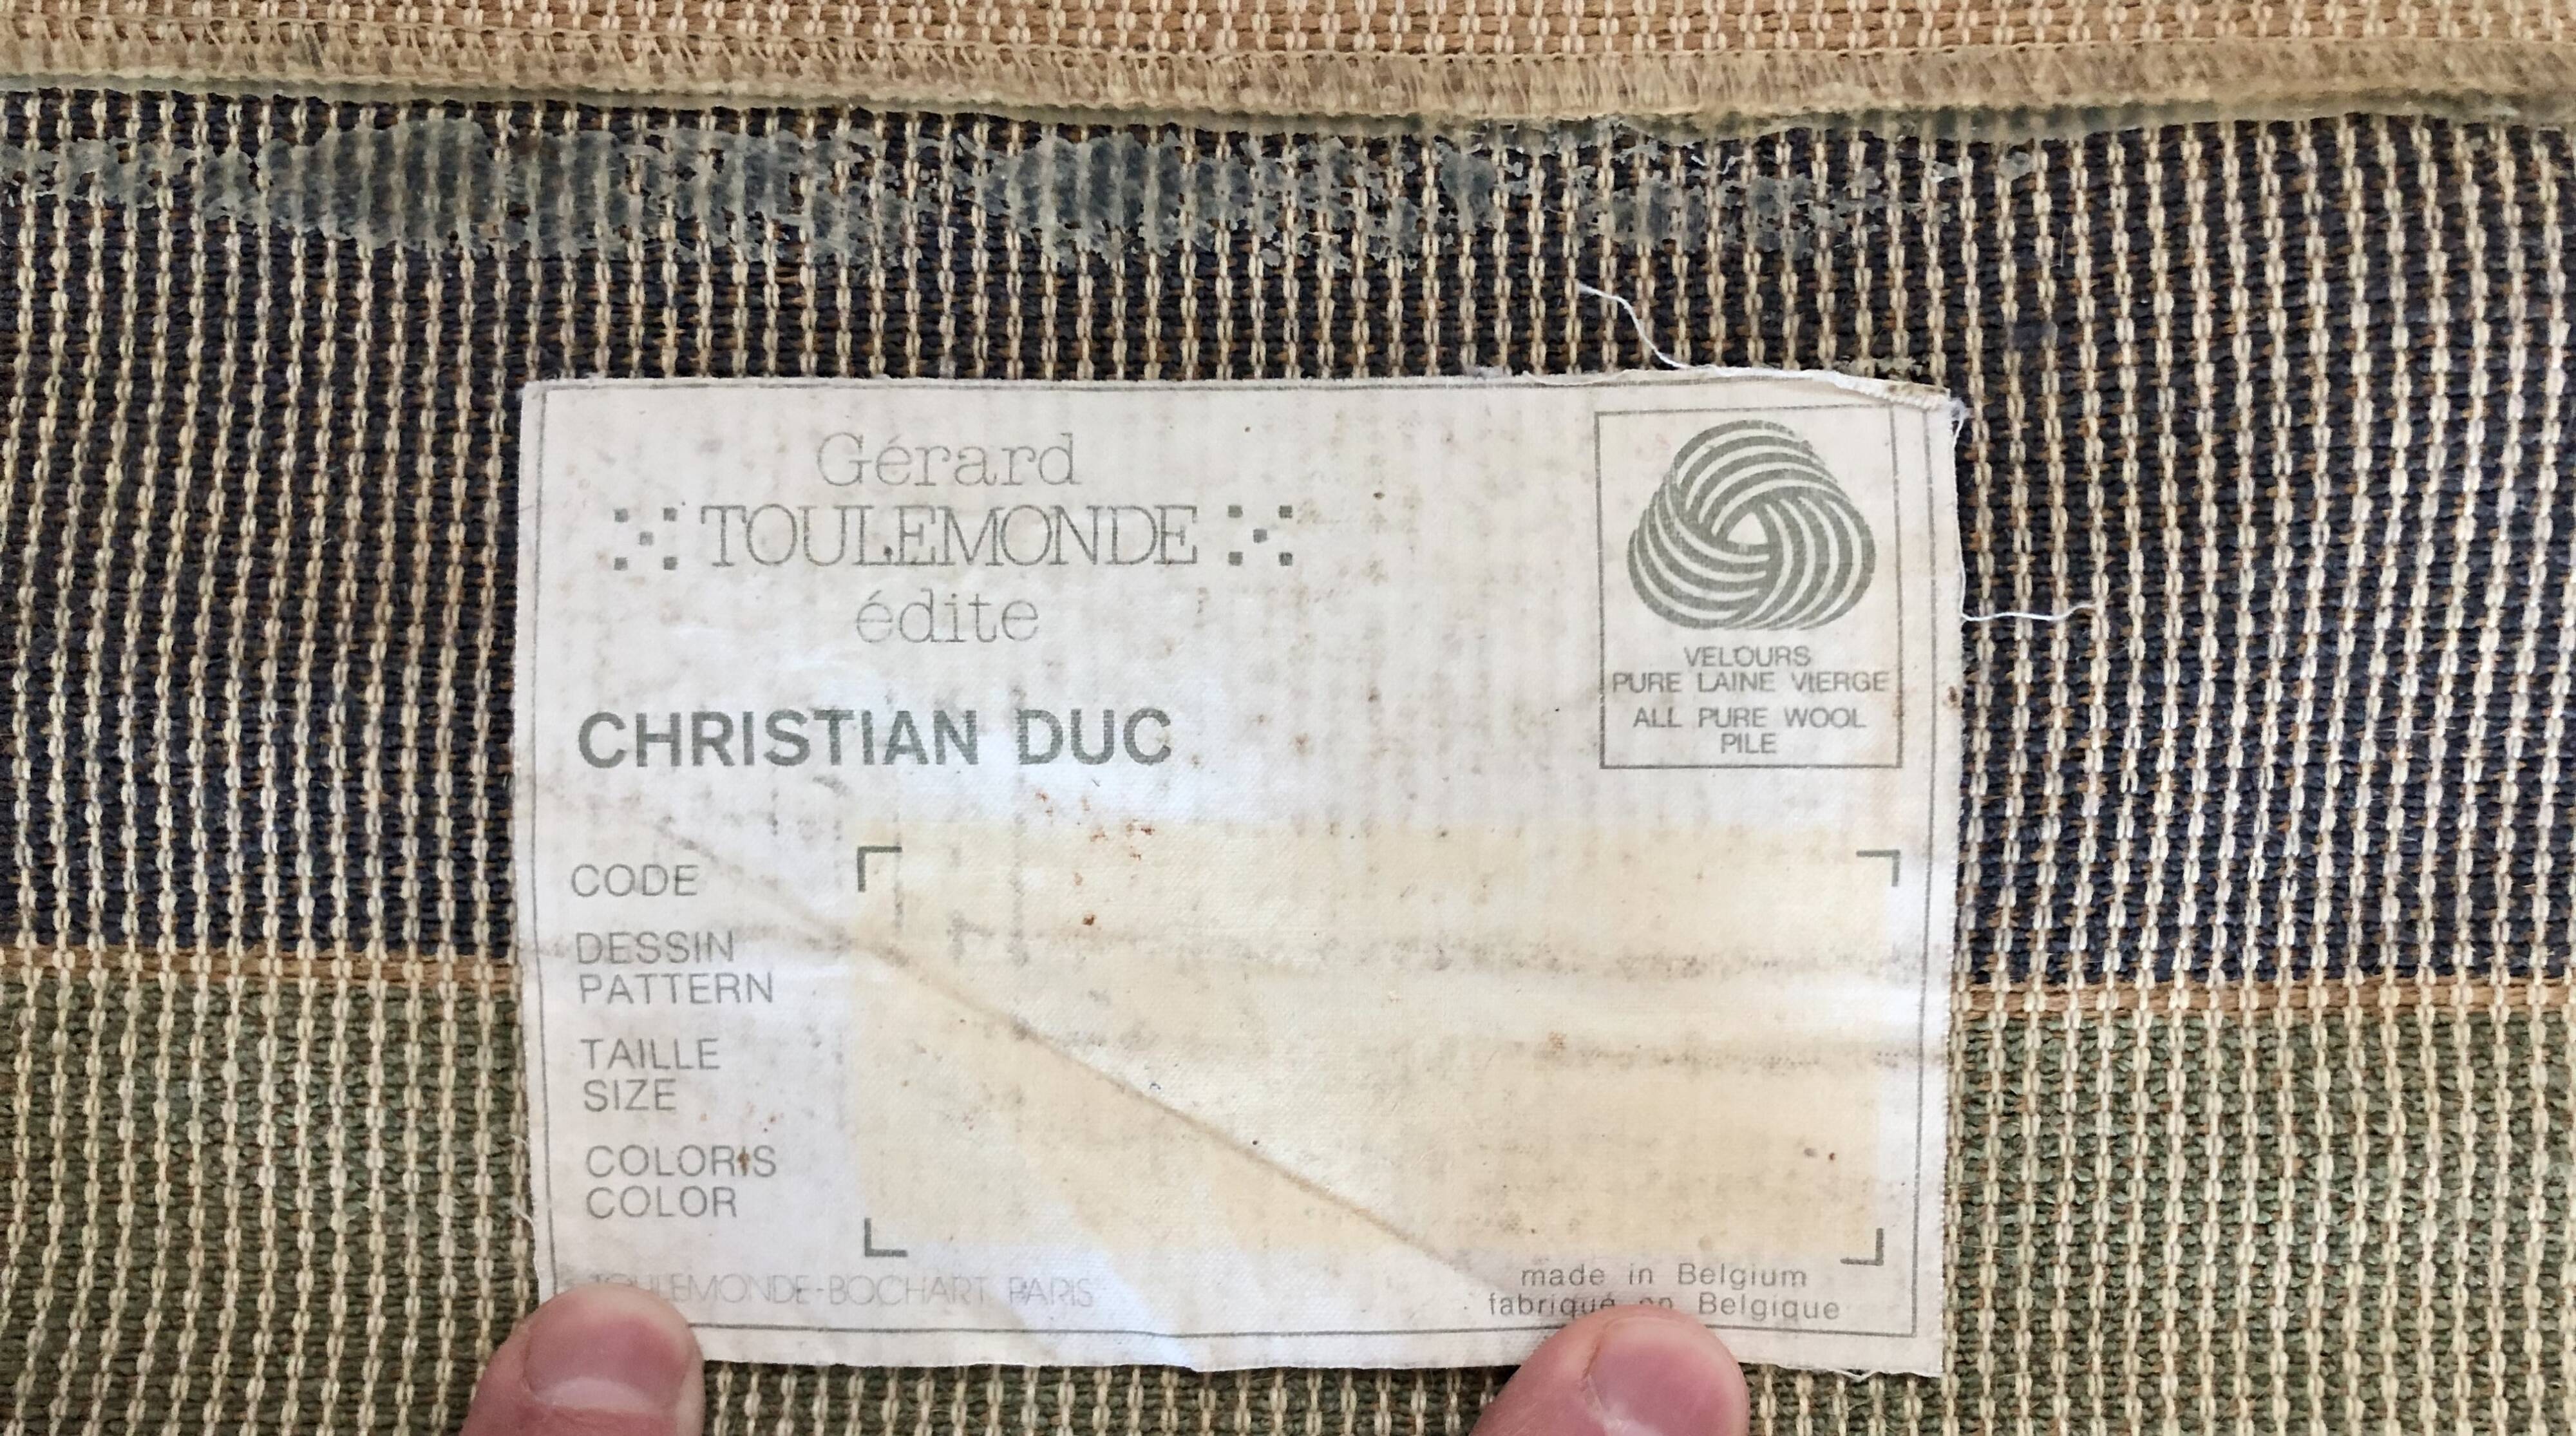 Gérard
TOULEMONDE
édite
CHRISTIAN DUC
VELOURS
PURE LAINE VIERGE
ALL PURE WOOL
PILE
CODE
DESSIN
PATTERN
TAILLE
SIZE
COLORIS
COLOR
TOULEMONDE-BOCHART PARIS
made in Belgium
fabriqué en Belgique